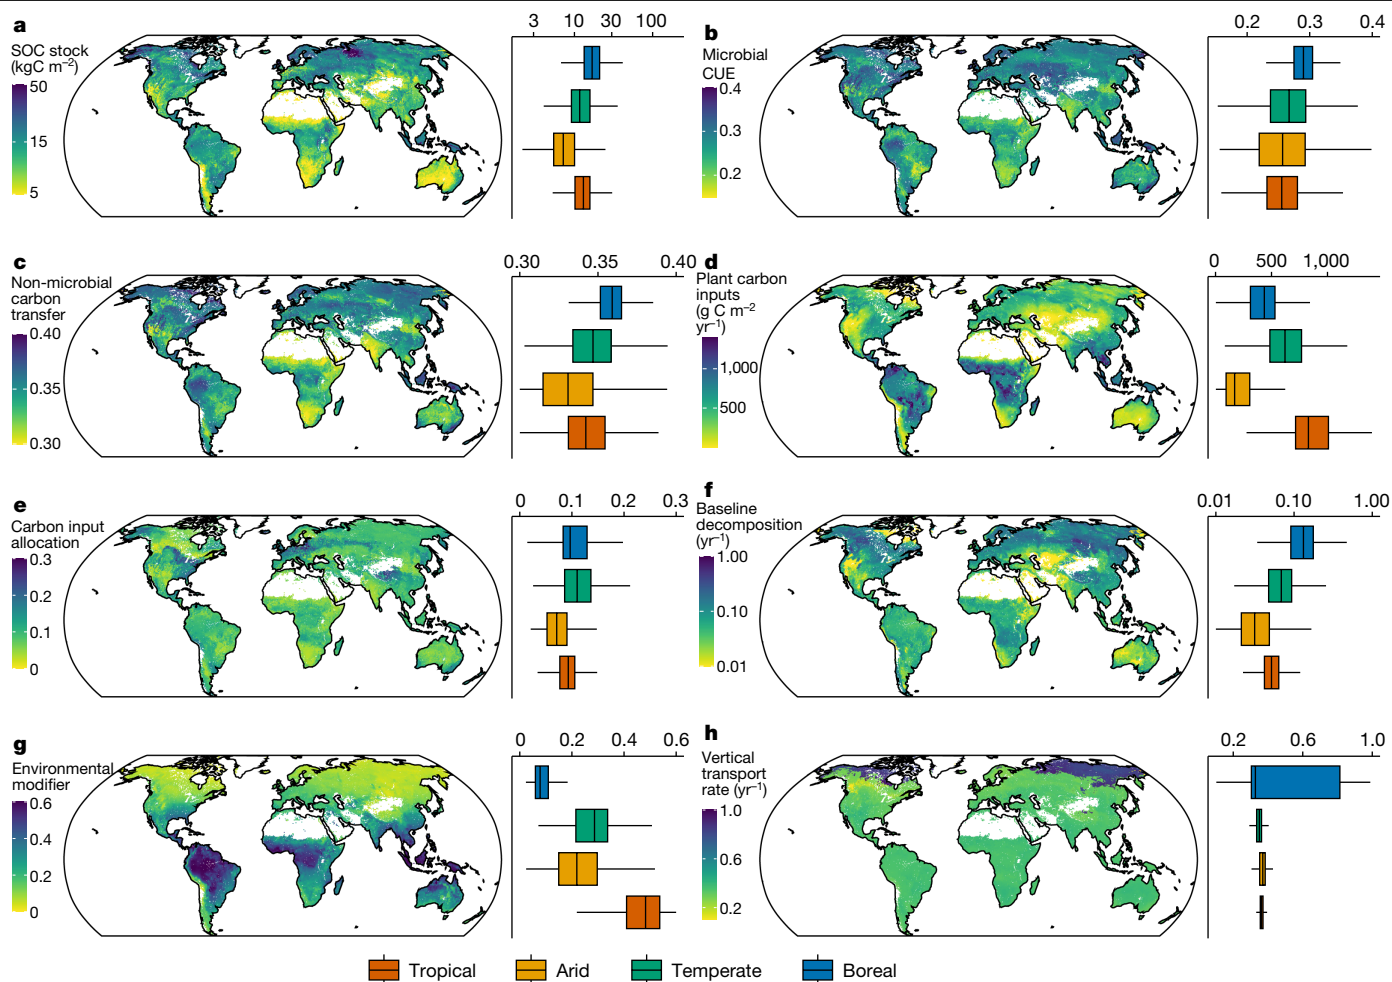 a
3 10 30 100
SOC stock
(kgC m⁻²)
50
15
5
b
0.2 0.3 0.4
Microbial
CUE
0.4
0.3
0.2
c
0.30 0.35 0.40
Non-microbial
carbon
transfer
0.40
0.35
0.30
d
0 500 1,000
Plant carbon
inputs
(g C m⁻²
yr⁻¹)
1,000
500
e
0 0.1 0.2 0.3
Carbon input
allocation
0.3
0.2
0.1
0
f
0.01 0.10 1.00
Baseline
decomposition
(yr⁻¹)
1.00
0.10
0.01
g
0 0.2 0.4 0.6
Environmental
modifier
0.6
0.4
0.2
0
h
0.2 0.6 1.0
Vertical
transport
rate (yr⁻¹)
1.0
0.6
0.2
Tropical Arid Temperate Boreal